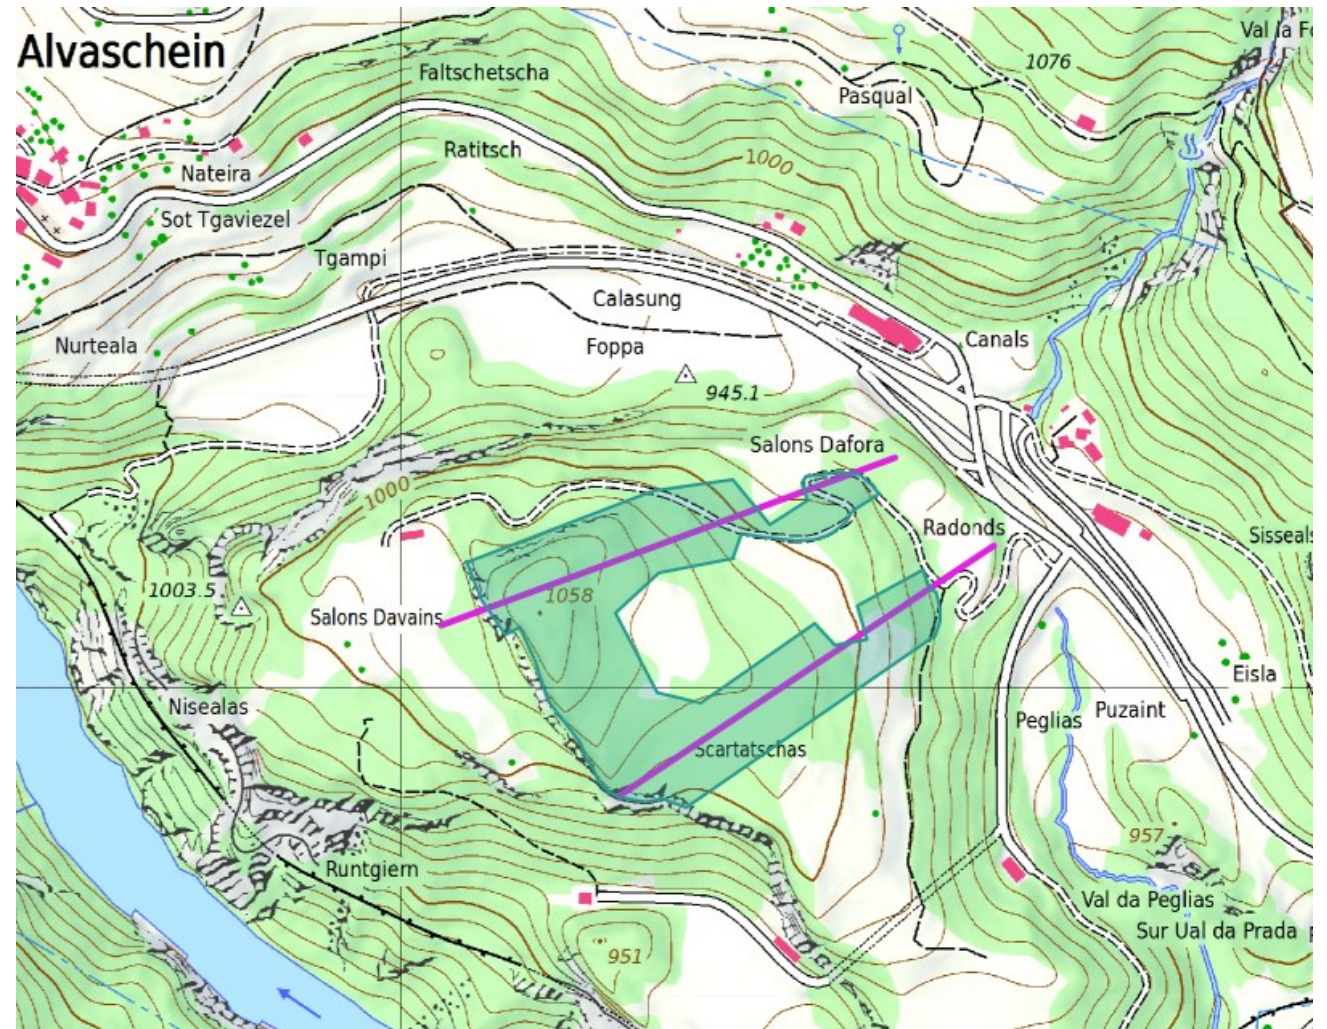 Val la Fo
Alvaschein
1076
Faltschetscha
Pasqual
Ratitsch
1000
Nateira
Sot Tgaviezel
Tgampi
Calasung
Canals
Nurteala
Foppa
945.1
Salons Dafora
1000
Radonds
Sisseals
1003.5
1058
Salons Davains
Eisla
Nisealas
Peglias
Puzaint
Scartatschas
957
Runtgiern
Val da Peglias
Sur Ual da Prada
951